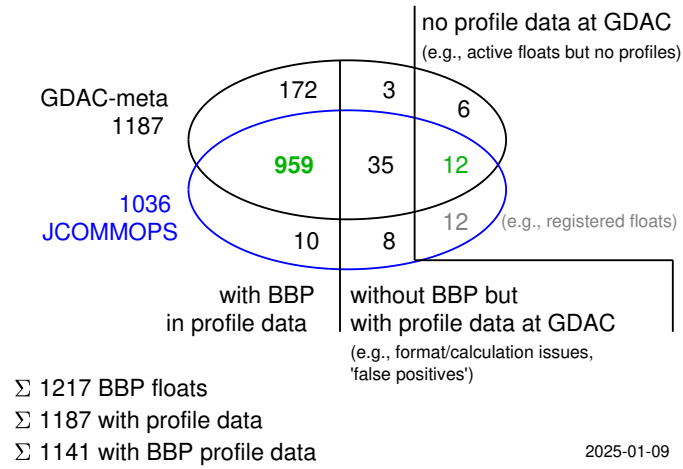 no profile data at GDAC
(e.g., active floats but no profiles)
GDAC-meta
1187
172
3
6
959
35
12
1036
JCOMMOPS
10
8
12
(e.g., registered floats)
with BBP
in profile data
without BBP but
with profile data at GDAC
(e.g., format/calculation issues,
'false positives')
Σ 1217 BBP floats
Σ 1187 with profile data
Σ 1141 with BBP profile data
2025-01-09